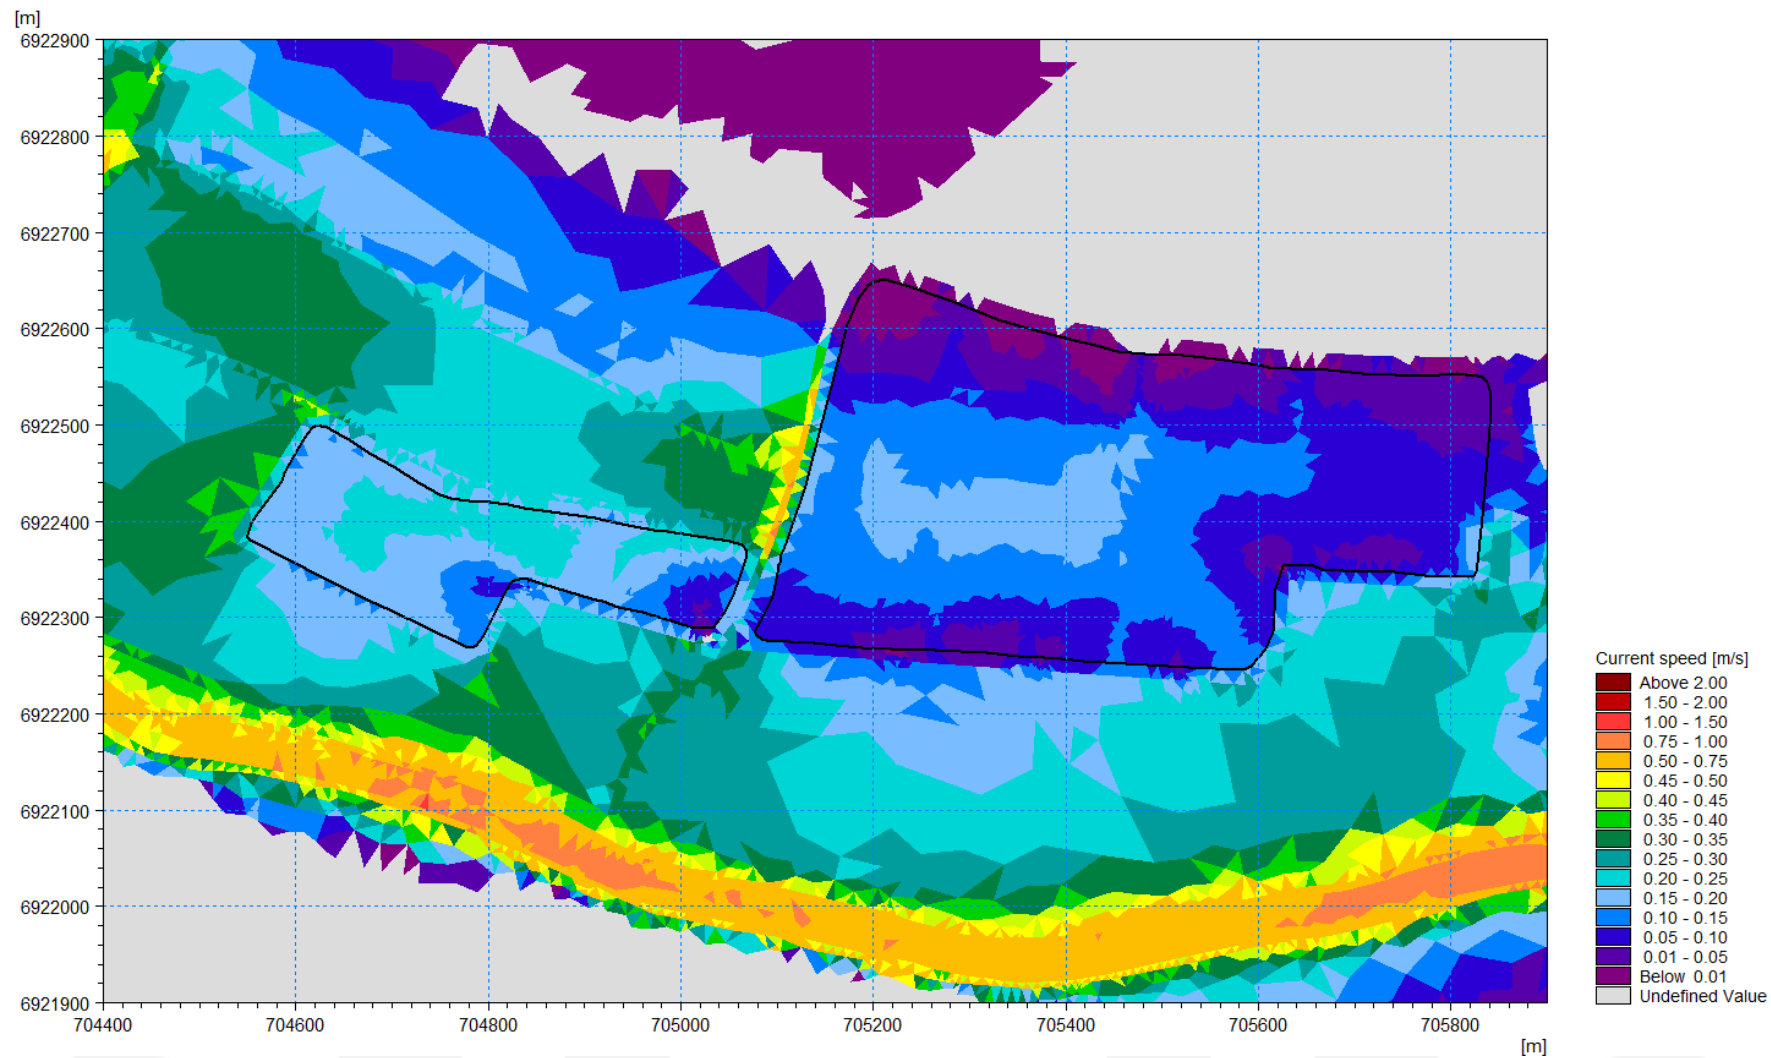 [m]
6922900
6922800
6922700
6922600
6922500
6922400
6922300
6922200
6922100
6922000
6921900
704400 704600 704800 705000 705200 705400 705600 705800
[m]
Current speed [m/s]
Above 2.00
1.50 - 2.00
1.00 - 1.50
0.75 - 1.00
0.50 - 0.75
0.45 - 0.50
0.40 - 0.45
0.35 - 0.40
0.30 - 0.35
0.25 - 0.30
0.20 - 0.25
0.15 - 0.20
0.10 - 0.15
0.05 - 0.10
0.01 - 0.05
Below 0.01
Undefined Value